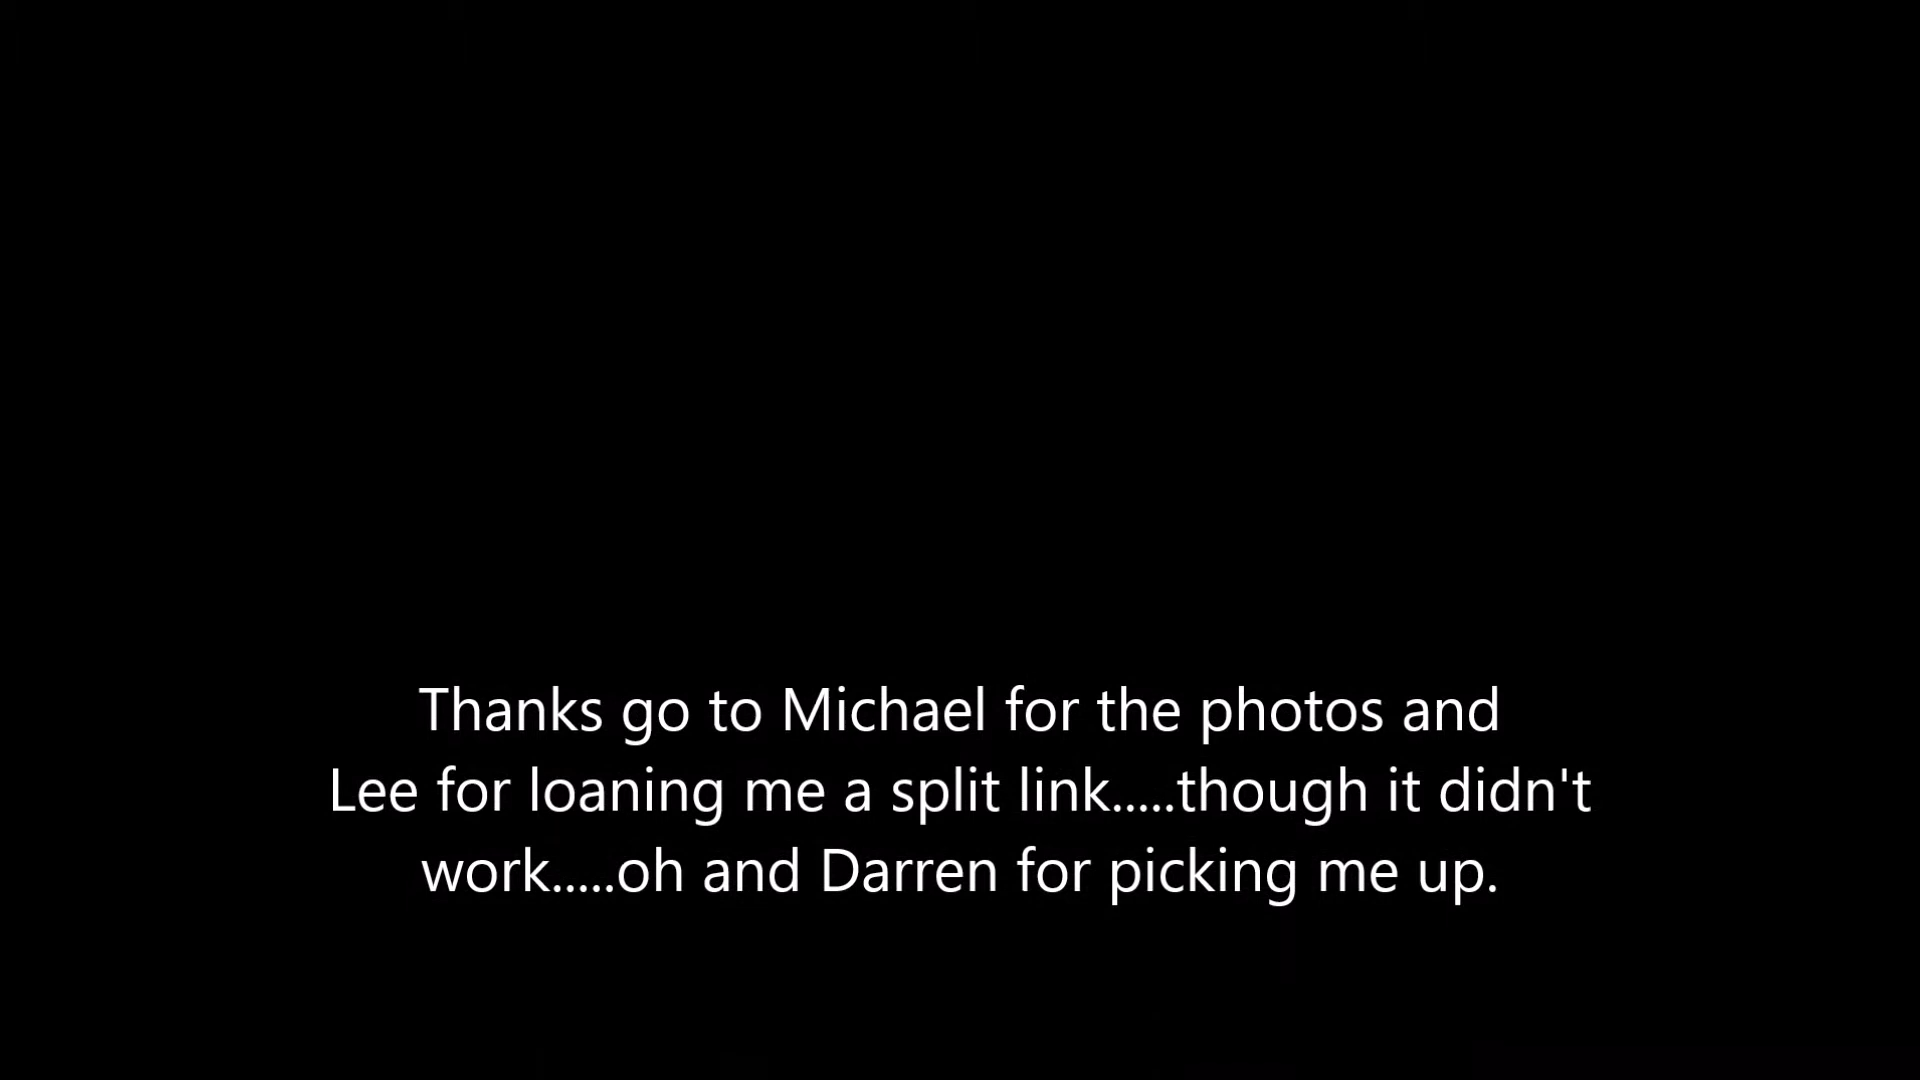 Thanks go to Michael for the photos and
Lee for loaning me a split link.....though it didn't
work.....oh and Darren for picking me up.